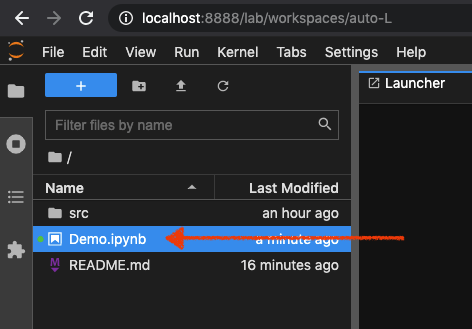 localhost:8888/lab/workspaces/auto-L
File Edit View Run Kernel Tabs Settings Help
+
Launcher
Filter files by name
/
Name Last Modified
src an hour ago
Demo.ipynb a minute ago
README.md 16 minutes ago